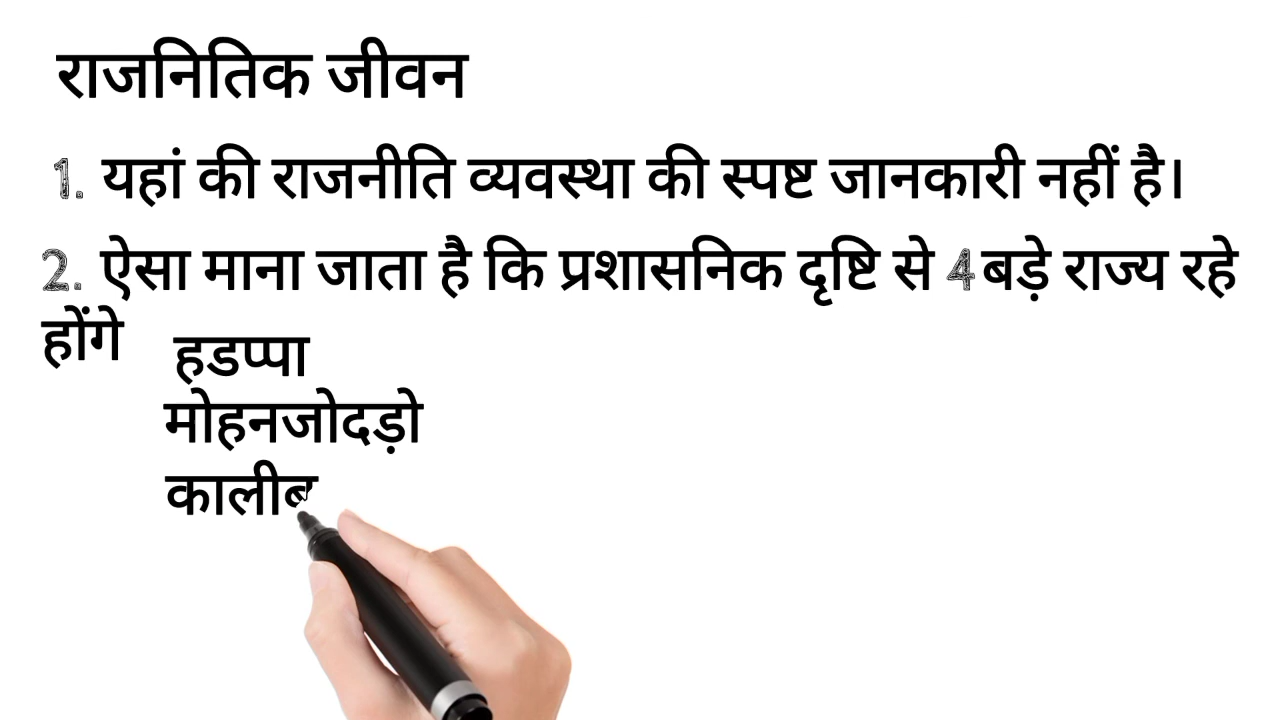 राजनितिक जीवन
1. यहां की राजनीति व्यवस्था की स्पष्ट जानकारी नहीं है।
2. ऐसा माना जाता है कि प्रशासनिक दृष्टि से 4 बड़े राज्य रहे
होंगे
हडप्पा
मोहनजोदड़ो
कालीब